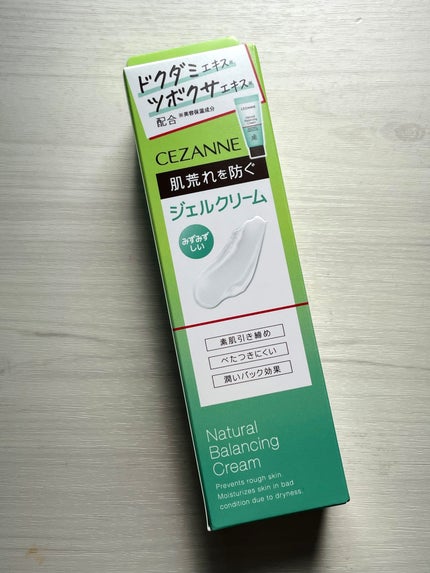 ドクダミエキス※
ツボクサエキス※
配合 ※美容保湿成分
CEZANNE
肌荒れを防ぐ
ジェルクリーム
みずみず
しい
素肌引き締め
べたつきにくい
潤いパック効果
Natural
Balancing
Cream
Prevents rough skin.
Moisturizes skin in bad
condition due to dryness.